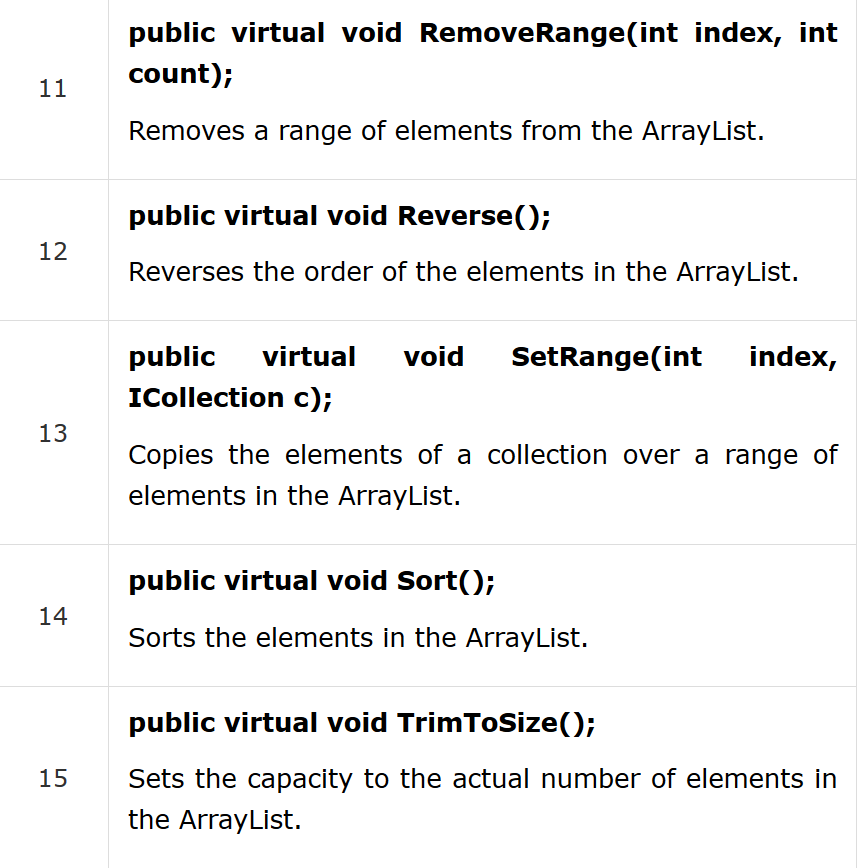 public virtual void RemoveRange(int index, int
count);
11
Removes a range of elements from the ArrayList.
public virtual void Reverse();
12
Reverses the order of the elements in the ArrayList.
public virtual void SetRange(int index,
ICollection c);
13
Copies the elements of a collection over a range of
elements in the ArrayList.
public virtual void Sort();
14
Sorts the elements in the ArrayList.
public virtual void TrimToSize();
15
Sets the capacity to the actual number of elements in
the ArrayList.